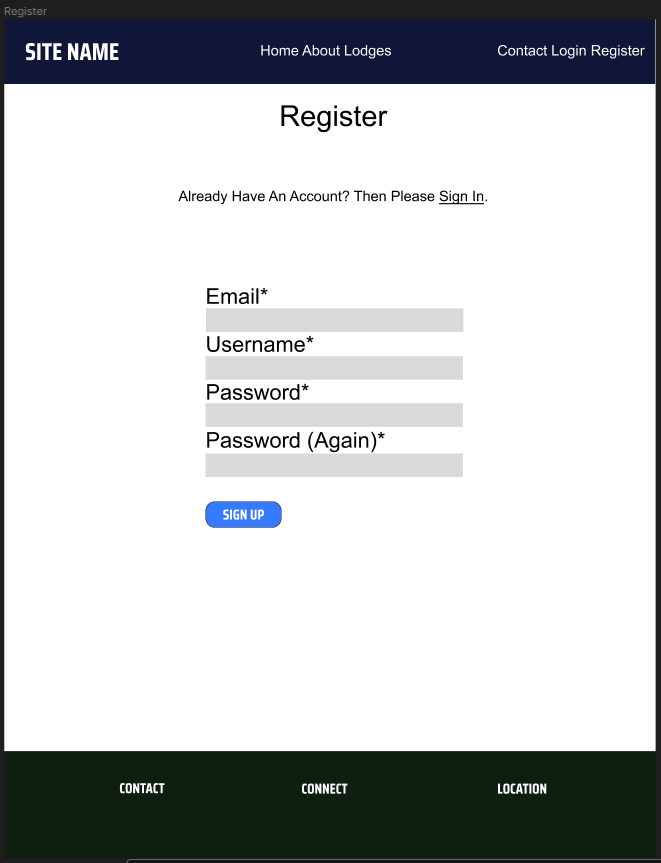 Register
SITE NAME
Home About Lodges
Contact Login Register
Register
Already Have An Account? Then Please Sign In.
Email*
Username*
Password*
Password (Again)*
SIGN UP
CONTACT
CONNECT
LOCATION